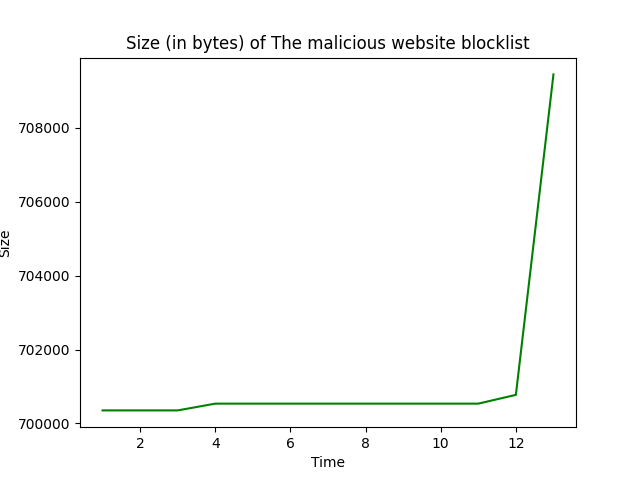 Size (in bytes) of The malicious website blocklist
708000
706000
704000
702000
700000
Size
2 4 6 8 10 12
Time